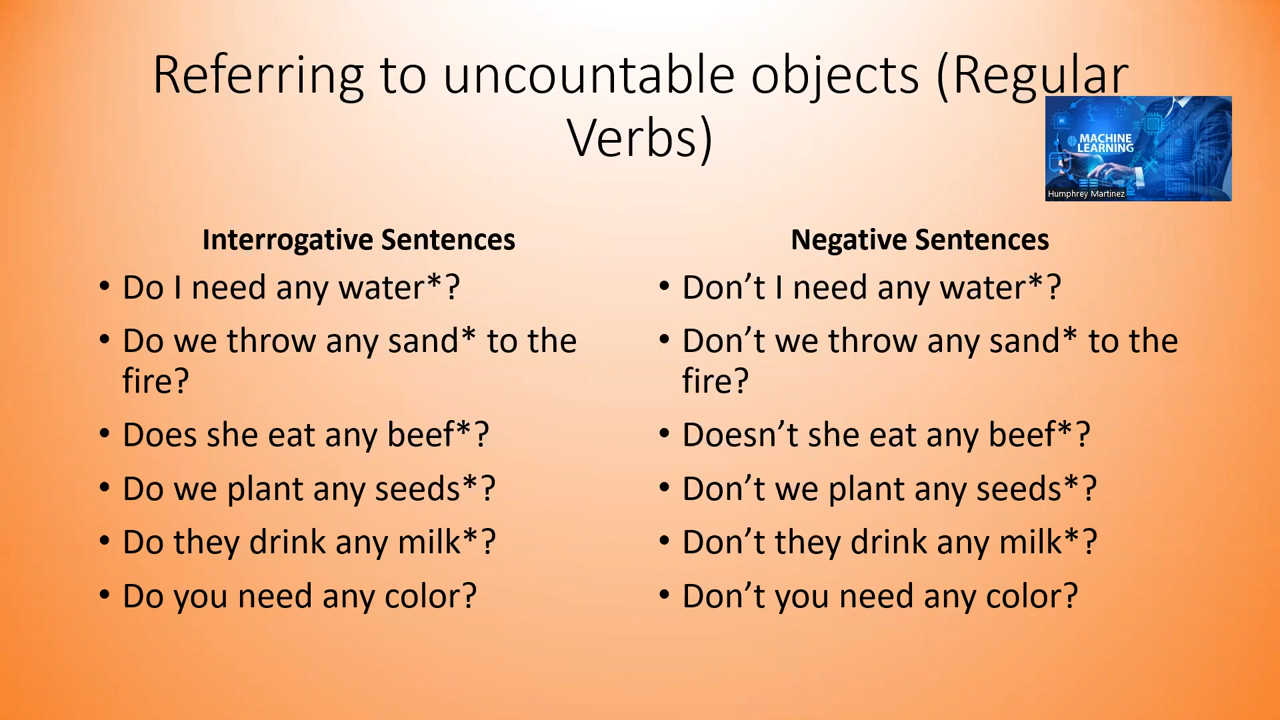 Referring to uncountable objects (Regular
Verbs)
MACHINE
LEARNING
Humphrey Martinez
Interrogative Sentences
• Do I need any water*?
• Do we throw any sand* to the
fire?
• Does she eat any beef*?
• Do we plant any seeds*?
• Do they drink any milk*?
• Do you need any color?
Negative Sentences
• Don’t I need any water*?
• Don’t we throw any sand* to the
fire?
• Doesn’t she eat any beef*?
• Don’t we plant any seeds*?
• Don’t they drink any milk*?
• Don’t you need any color?